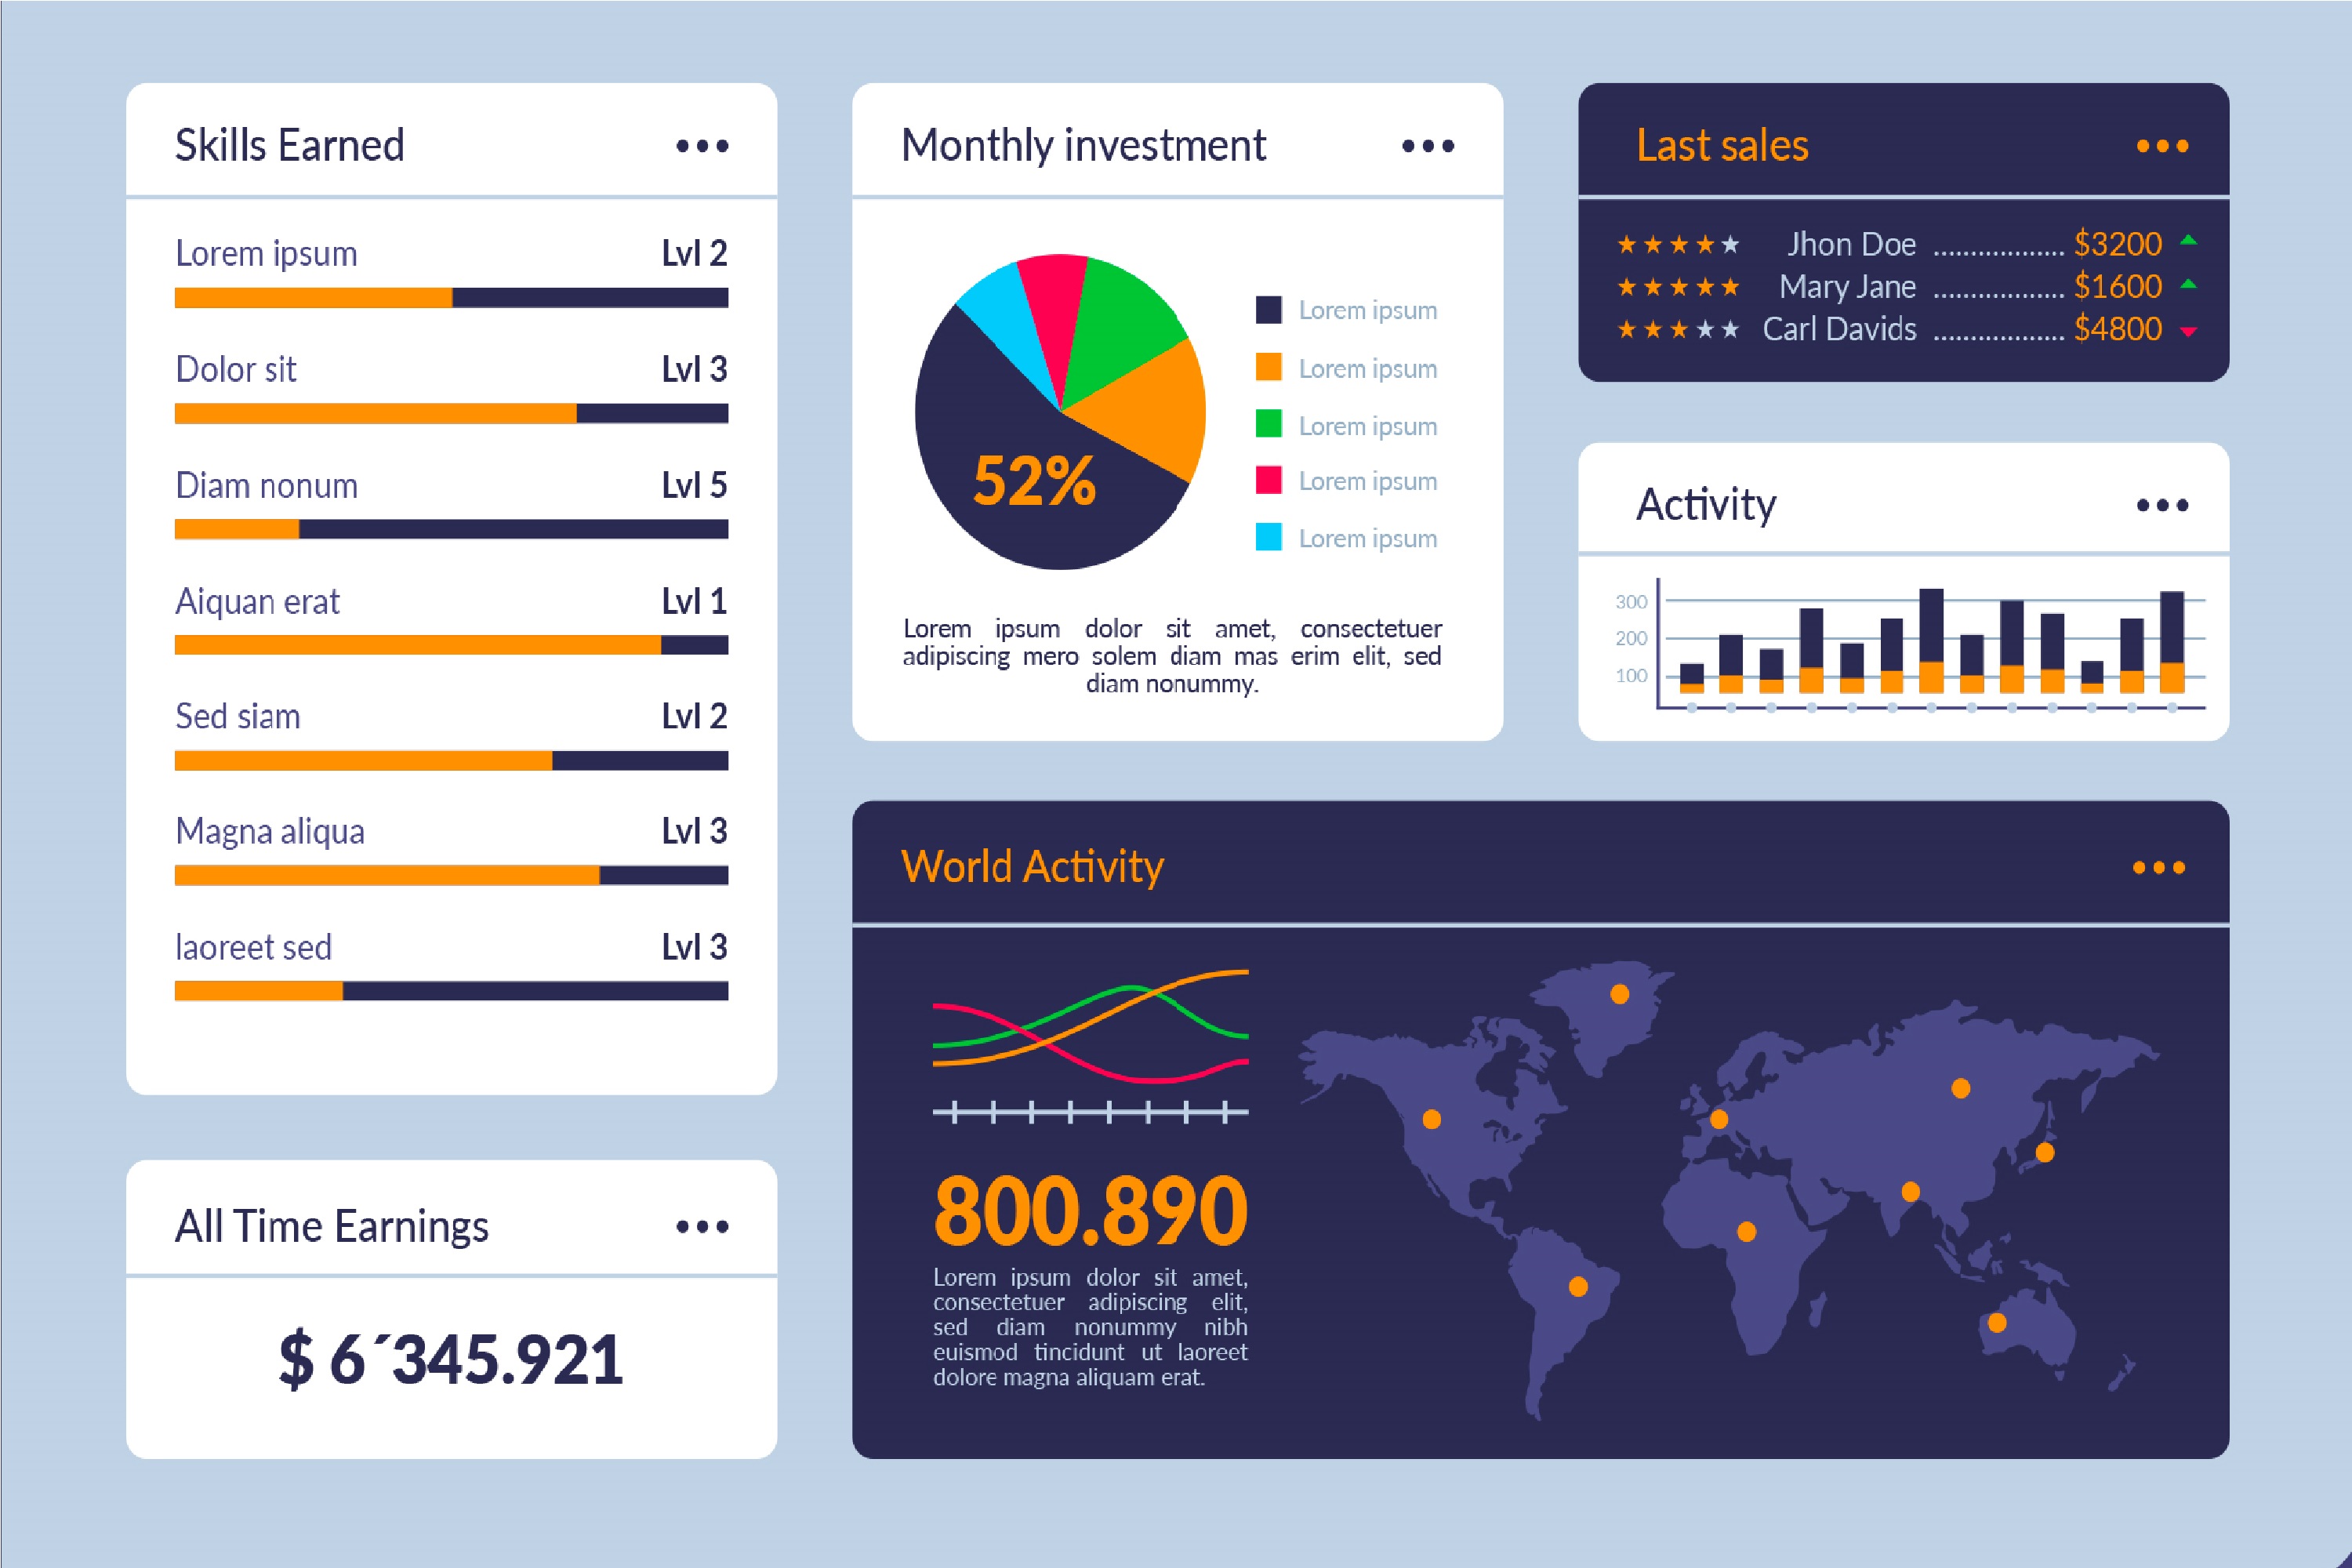 Skills Earned
Lorem ipsum Lvl 2
Dolor sit Lvl 3
Diam nonum Lvl 5
Aiquan erat Lvl 1
Sed siam Lvl 2
Magna aliqua Lvl 3
laoreet sed Lvl 3
All Time Earnings
$ 6´345.921
Monthly investment
52%
Lorem ipsum
Lorem ipsum
Lorem ipsum
Lorem ipsum
Lorem ipsum
Lorem ipsum dolor sit amet, consectetuer
adipiscing mero solem diam mas erim elit, sed
diam nonummy.
Last sales
Jhon Doe .................. $3200
Mary Jane .................. $1600
Carl Davids .................. $4800
Activity
300
200
100
World Activity
800.890
Lorem ipsum dolor sit amet,
consectetuer adipiscing elit,
sed diam nonummy nibh
euismod tincidunt ut laoreet
dolore magna aliquam erat.